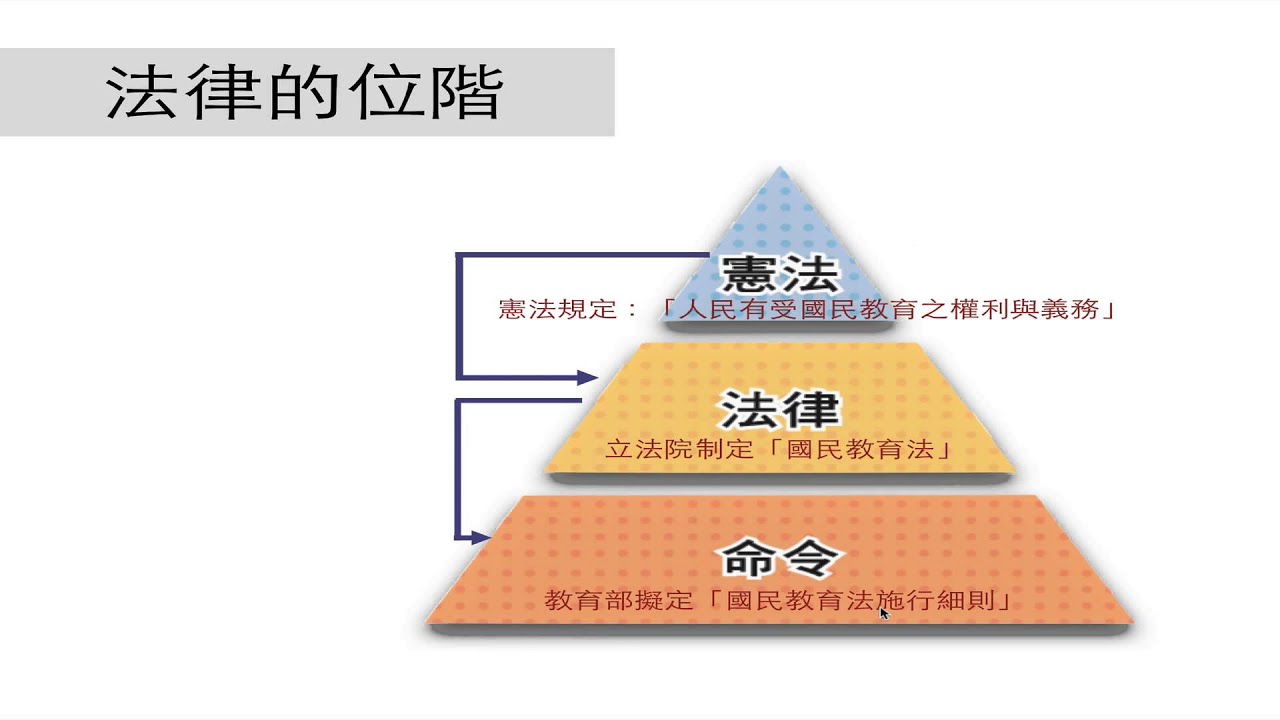 法律的位階
憲法
憲法規定：「人民有受國民教育之權利與義務」
法律
立法院制定「國民教育法」
命令
教育部擬定「國民教育法施行細則」